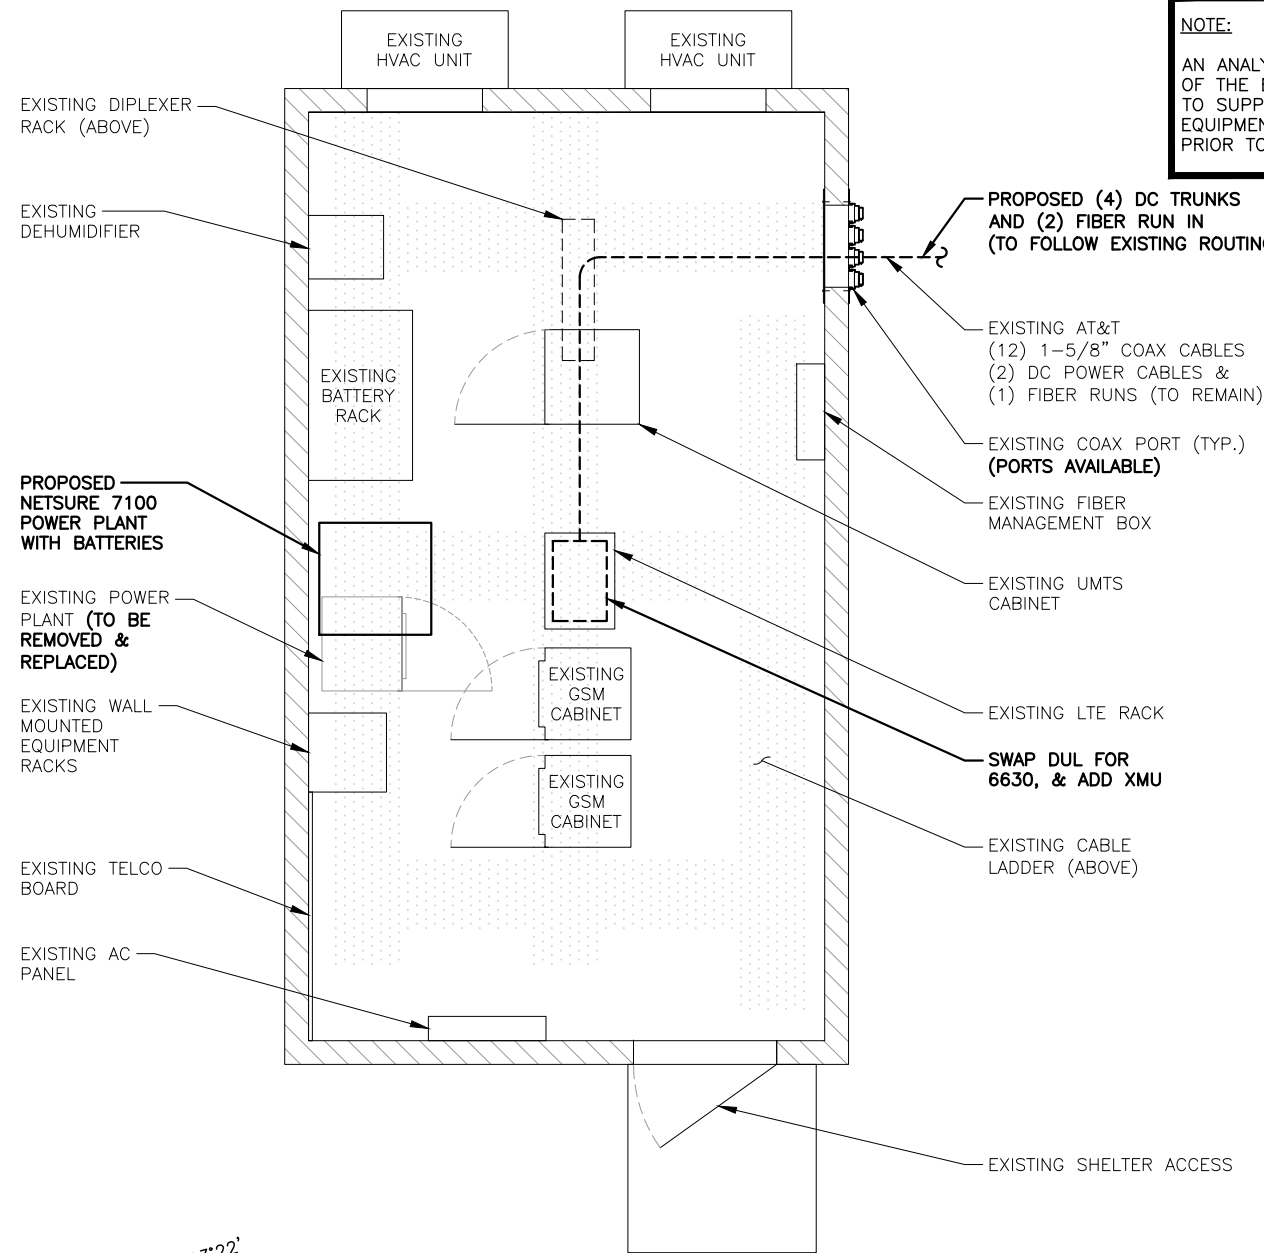 EXISTING
HVAC UNIT
EXISTING
HVAC UNIT
NOTE:
AN
OF THE
TO
PRIOR TO
EXISTING DIPLEXER
RACK (ABOVE)
EXISTING
DEHUMIDIFIER
EXISTING
BATTERY
RACK
PROPOSED
NETSURE 7100
POWER PLANT
WITH BATTERIES
EXISTING POWER
PLANT (TO BE
REMOVED &
REPLACED)
EXISTING WALL
MOUNTED
EQUIPMENT
RACKS
EXISTING TELCO
BOARD
EXISTING AC
PANEL
EXISTING
GSM
CABINET
EXISTING
GSM
CABINET
PROPOSED (4) DC TRUNKS
AND (2) FIBER RUN IN
(TO FOLLOW EXISTING ROUTING
EXISTING AT&T
(12) 1-5/8" COAX CABLES
(2) DC POWER CABLES &
(1) FIBER RUNS (TO REMAIN)
EXISTING COAX PORT (TYP.)
(PORTS AVAILABLE)
EXISTING FIBER
MANAGEMENT BOX
EXISTING UMTS
CABINET
EXISTING LTE RACK
SWAP DUL FOR
6630, & ADD XMU
EXISTING CABLE
LADDER (ABOVE)
EXISTING SHELTER ACCESS